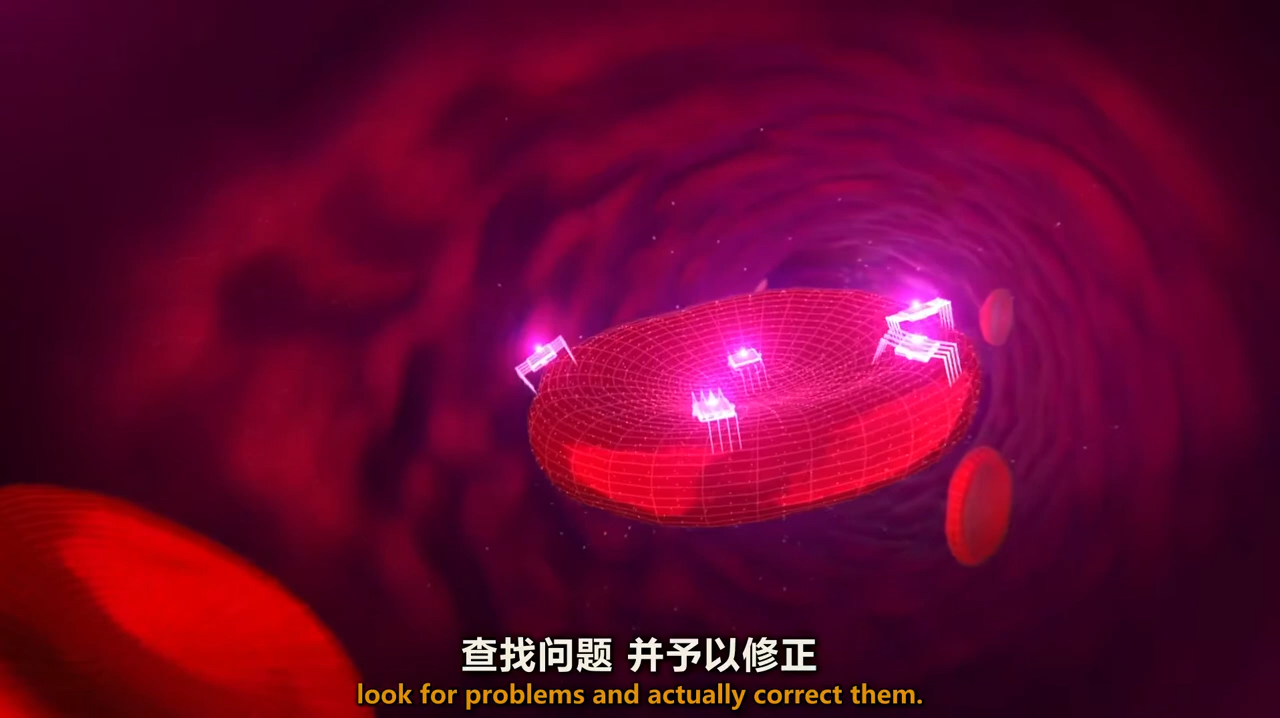 查找问题 并予以修正
look for problems and actually correct them.